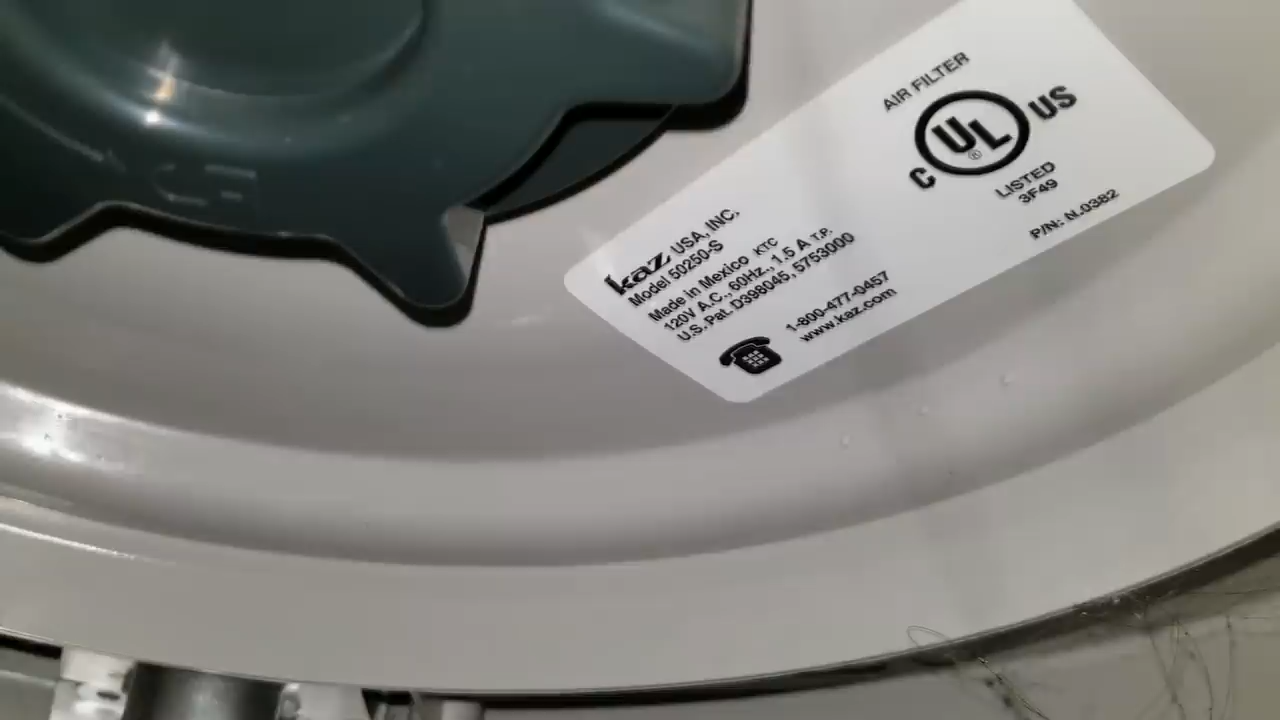 AIR FILTER
C UL® US
LISTED
3F49
P/N: N.0382
kaz USA, INC.
Model 50250-S
Made in Mexico KTC
120V A.C., 60Hz., 1.5 A T.P.
U.S. Pat. D398045, 5753000
1-800-477-0457
www.kaz.com